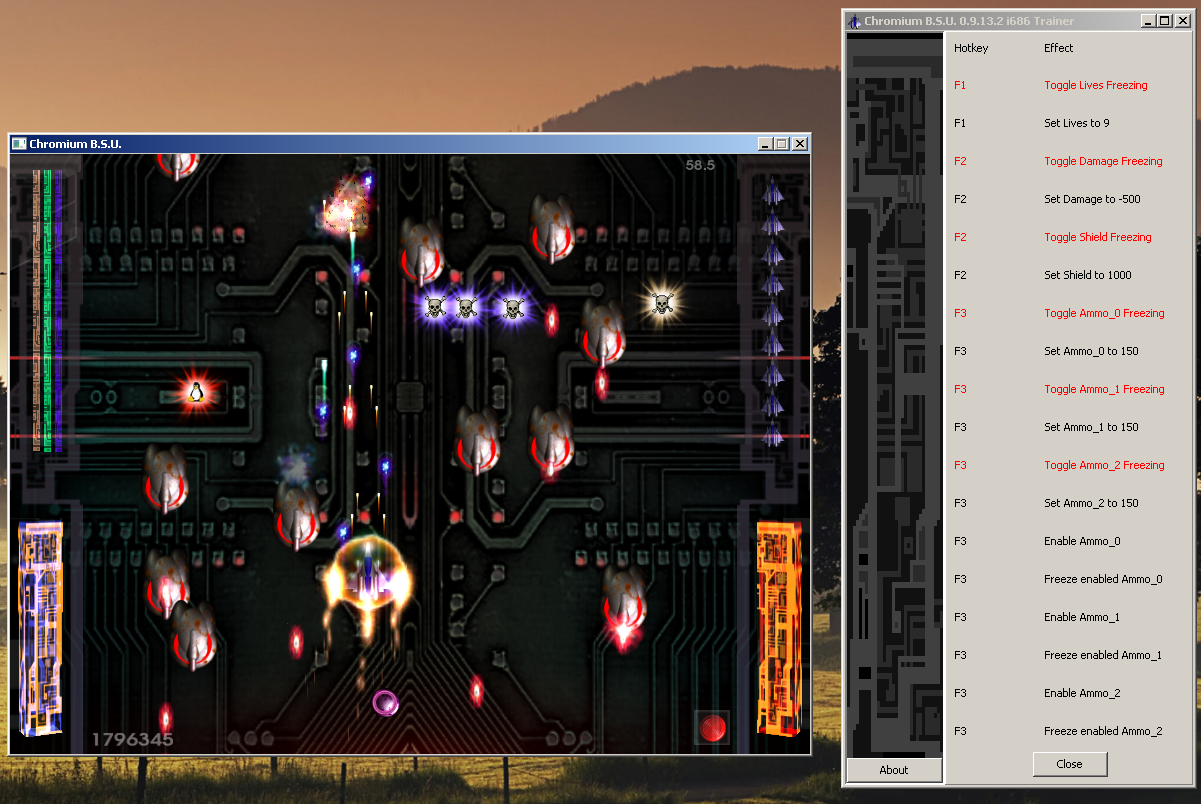 Chromium B.S.U.
58.5
1796345
Chromium B.S.U. 0.9.13.2 i686 Trainer
Hotkey Effect
F1 Toggle Lives Freezing
F1 Set Lives to 9
F2 Toggle Damage Freezing
F2 Set Damage to -500
F2 Toggle Shield Freezing
F2 Set Shield to 1000
F3 Toggle Ammo_0 Freezing
F3 Set Ammo_0 to 150
F3 Toggle Ammo_1 Freezing
F3 Set Ammo_1 to 150
F3 Toggle Ammo_2 Freezing
F3 Set Ammo_2 to 150
F3 Enable Ammo_0
F3 Freeze enabled Ammo_0
F3 Enable Ammo_1
F3 Freeze enabled Ammo_1
F3 Enable Ammo_2
F3 Freeze enabled Ammo_2
About Close